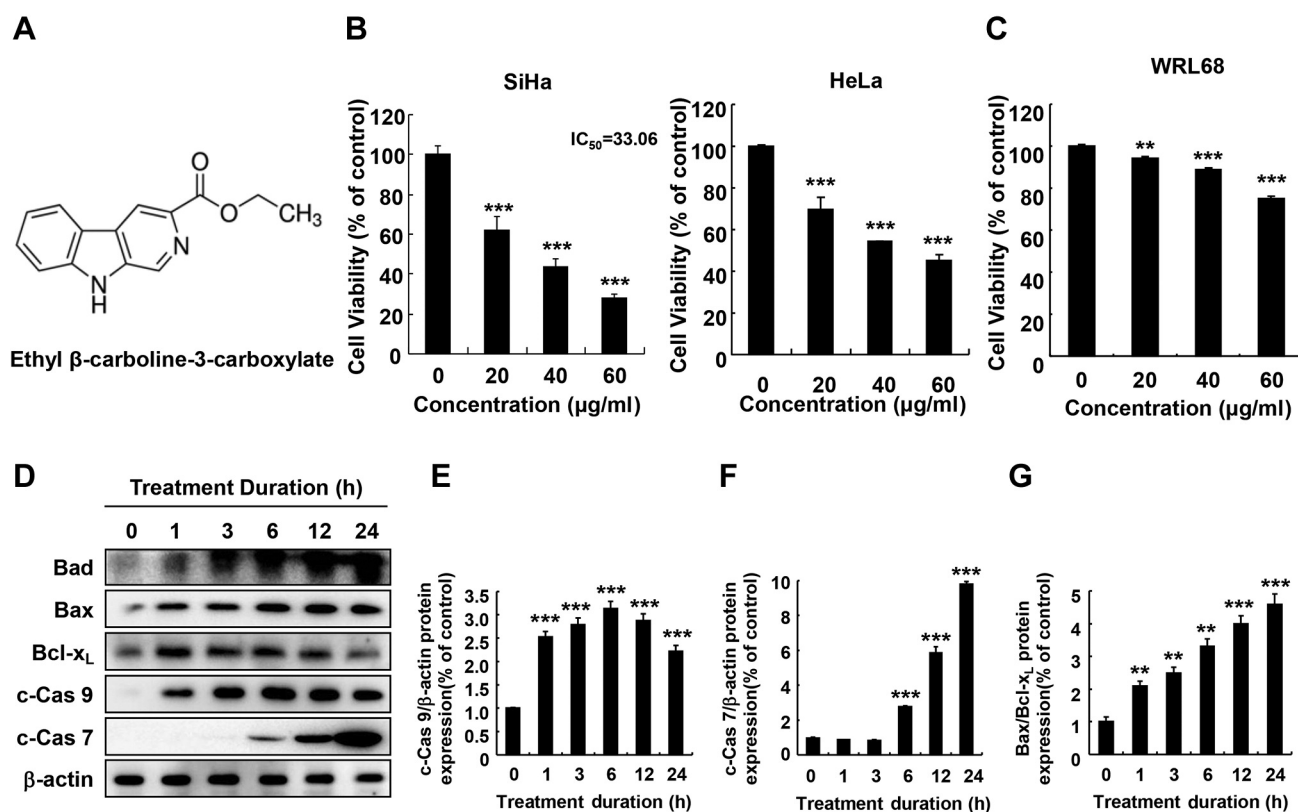 A
O
O
CH3
N
N
H
Ethyl β-carboline-3-carboxylate
B
SiHa
IC50=33.06
Cell Viability (% of control)
120
100
80
60
40
20
0
***
***
***
0 20 40 60
Concentration (μg/ml)
HeLa
Cell Viability (% of control)
120
100
80
60
40
20
0
***
***
***
0 20 40 60
Concentration (μg/ml)
C
WRL68
Cell Viability (% of control)
120
100
80
60
40
20
0
**
***
***
0 20 40 60
Concentration (μg/ml)
D
Treatment Duration (h)
0 1 3 6 12 24
Bad
Bax
Bcl-xL
c-Cas 9
c-Cas 7
β-actin
E
c-Cas 9/β-actin protein
expression(% of control)
3.5
3.0
2.5
2.0
1.5
1.0
0.5
0.0
***
***
***
***
***
0 1 3 6 12 24
Treatment duration (h)
F
c-Cas 7/β-actin protein
expression(% of control)
10
8
6
4
2
0
***
***
***
0 1 3 6 12 24
Treatment duration (h)
G
Bax/Bcl-xL protein
expression(% of control)
5
4
3
2
1
0
**
**
**
***
***
0 1 3 6 12 24
Treatment duration (h)